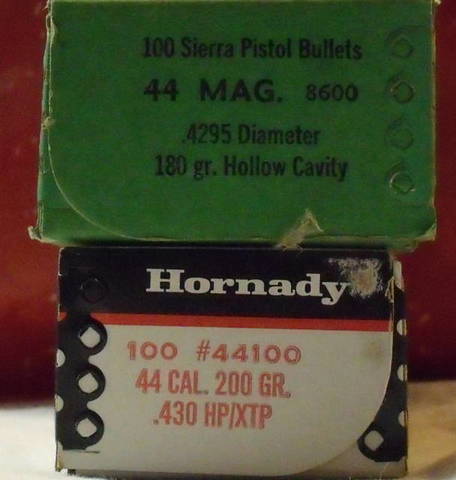 100 Sierra Pistol Bullets
44 MAG. 8600
.4295 Diameter
180 gr. Hollow Cavity
Hornady
100 #44100
44 CAL. 200 GR.
.430 HP/XTP